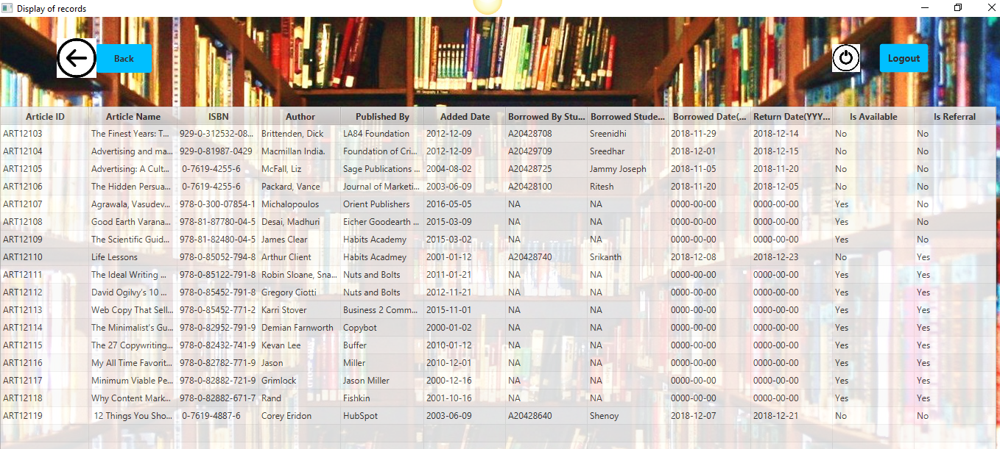 Display of records
Back
Logout
Article ID Article Name ISBN Author Published By Added Date Borrowed By Stu... Borrowed Stude... Borrowed Date(... Return Date(YYY... Is Available Is Referral
ART12103 The Finest Years: T... 929-0-312532-08... Brittenden, Dick LA84 Foundation 2012-12-09 A20428708 Sreenidhi 2018-11-29 2018-12-14 No No
ART12104 Advertising and ma... 929-0-81987-0429 Macmillan India. Foundation of Cri... 2012-12-09 A20429709 Sreedhar 2018-12-01 2018-12-15 No No
ART12105 Advertising: A Cult... 0-7619-4255-6 McFall, Liz Sage Publications ... 2004-08-02 A20428725 Jammy Joseph 2018-11-05 2018-11-20 No No
ART12106 The Hidden Persua... 0-7619-4255-6 Packard, Vance Journal of Marketi... 2003-06-09 A20428100 Ritesh 2018-11-20 2018-12-05 No No
ART12107 Agrawala, Vasudev... 978-0-300-07854-1 Michalopoulos Orient Publishers 2016-05-05 NA NA 0000-00-00 0000-00-00 Yes No
ART12108 Good Earth Varana... 978-81-87780-04-5 Desai, Madhuri Eicher Goodearth ... 2015-03-09 NA NA 0000-00-00 0000-00-00 Yes No
ART12109 The Scientific Guid... 978-81-82480-04-5 James Clear Habits Academy 2015-03-02 NA NA 0000-00-00 0000-00-00 Yes No
ART12110 Life Lessons 978-0-85052-794-8 Arthur Client Habits Acadmey 2001-01-12 A20428740 Srikanth 2018-12-08 2018-12-23 No Yes
ART12111 The Ideal Writing ... 978-0-85122-791-8 Robin Sloane, Sna... Nuts and Bolts 2011-01-21 NA NA 0000-00-00 0000-00-00 Yes Yes
ART12112 David Ogilvy's 10 ... 978-0-85452-791-8 Gregory Ciotti Nuts and Bolts 2012-11-21 NA NA 0000-00-00 0000-00-00 Yes Yes
ART12113 Web Copy That Sell... 978-0-85452-771-2 Karri Stover Business 2 Comm... 2015-11-01 NA NA 0000-00-00 0000-00-00 Yes Yes
ART12114 The Minimalist's Gu... 978-0-82952-791-9 Demian Farnworth Copybot 2000-01-02 NA NA 0000-00-00 0000-00-00 Yes Yes
ART12115 The 27 Copywriting... 978-0-82432-741-9 Kevan Lee Buffer 2010-01-12 NA NA 0000-00-00 0000-00-00 Yes Yes
ART12116 My All Time Favorit... 978-0-82782-771-9 Jason Miller 2010-12-01 NA NA 0000-00-00 0000-00-00 Yes Yes
ART12117 Minimum Viable Pe... 978-0-82882-721-9 Grimlock Jason Miller 2000-12-16 NA NA 0000-00-00 0000-00-00 Yes Yes
ART12118 Why Content Mark... 978-0-82882-671-7 Rand Fishkin 2001-10-16 NA NA 0000-00-00 0000-00-00 Yes Yes
ART12119 12 Things You Sho... 0-7619-4887-6 Corey Eridon HubSpot 2003-06-09 A20428640 Shenoy 2018-12-07 2018-12-21 No No